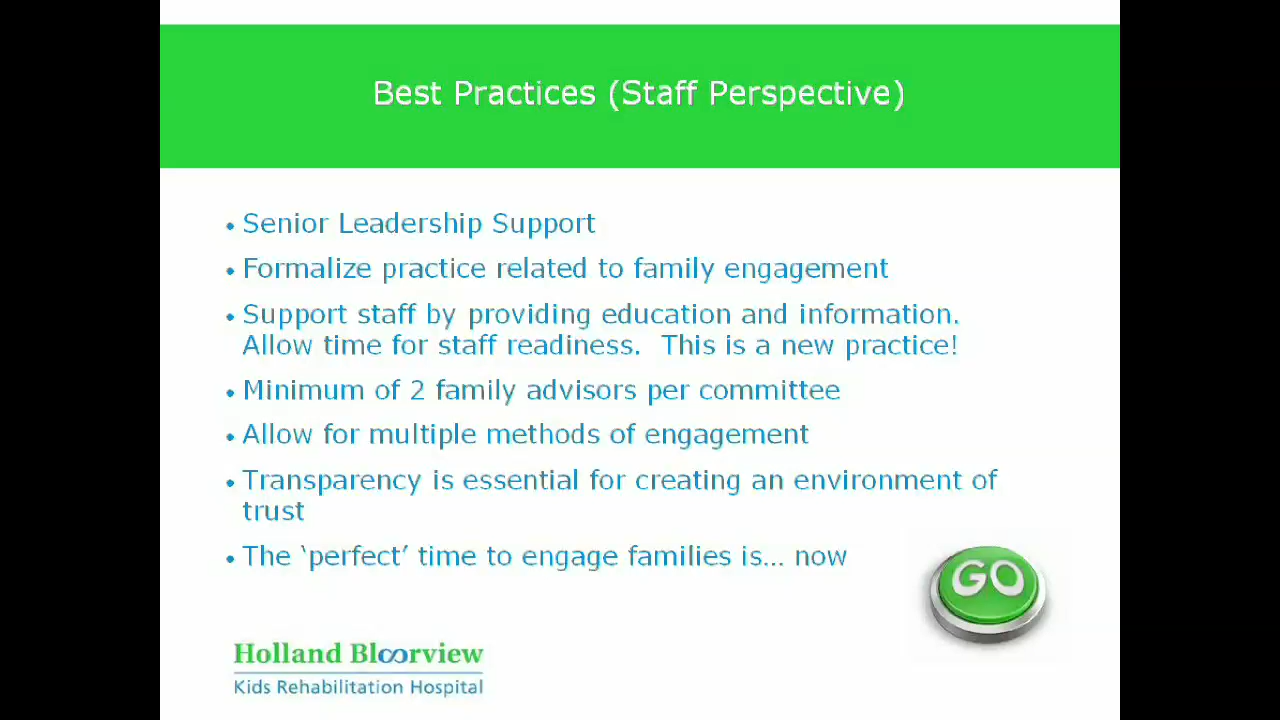 Best Practices (Staff Perspective)
• Senior Leadership Support
• Formalize practice related to family engagement
• Support staff by providing education and information.
Allow time for staff readiness.  This is a new practice!
• Minimum of 2 family advisors per committee
• Allow for multiple methods of engagement
• Transparency is essential for creating an environment of
trust
• The ‘perfect’ time to engage families is… now
GO
Holland Bloorview
Kids Rehabilitation Hospital